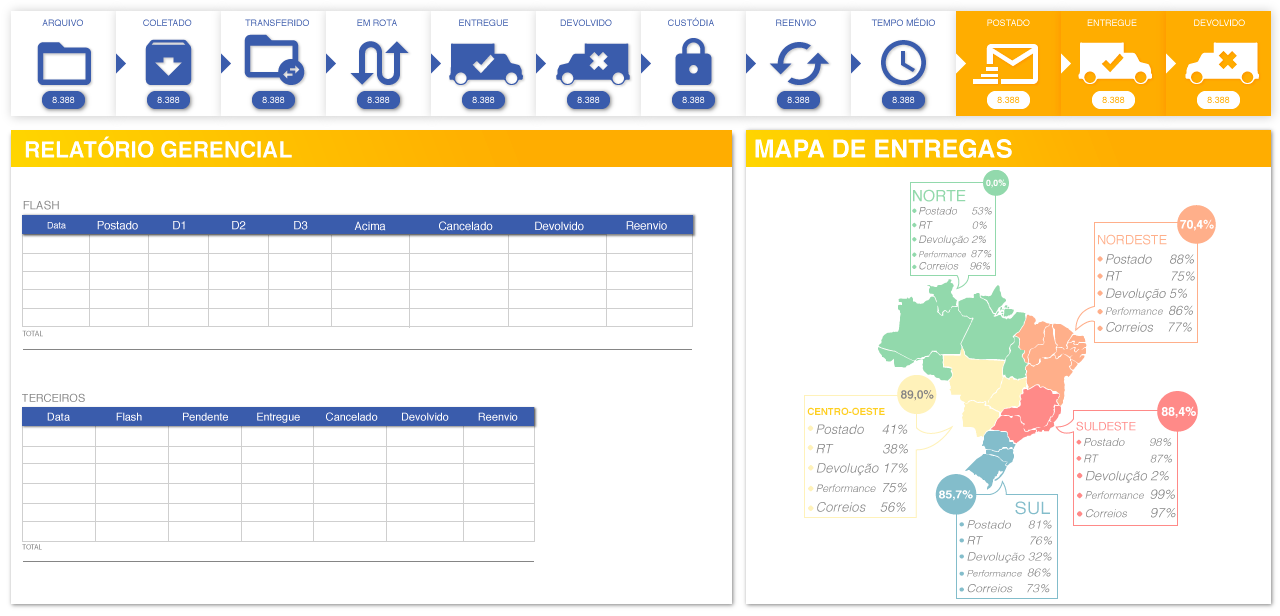 ARQUIVO COLETADO TRANSFERIDO EM ROTA ENTREGUE DEVOLVIDO CUSTÓDIA REENVIO TEMPO MÉDIO POSTADO ENTREGUE DEVOLVIDO
8.388 8.388 8.388 8.388 8.388 8.388 8.388 8.388 8.388 8.388 8.388 8.388
RELATÓRIO GERENCIAL
FLASH
Data Postado D1 D2 D3 Acima Cancelado Devolvido Reenvio
TOTAL
TERCEIROS
Data Flash Pendente Entregue Cancelado Devolvido Reenvio
TOTAL
MAPA DE ENTREGAS
0,0%
NORTE
Postado 53%
RT 0%
Devolução 2%
Performance 87%
Correios 96%
70,4%
NORDESTE
Postado 88%
RT 75%
Devolução 5%
Performance 86%
Correios 77%
89,0%
CENTRO-OESTE
Postado 41%
RT 38%
Devolução 17%
Performance 75%
Correios 56%
88,4%
SULDESTE
Postado 98%
RT 87%
Devolução 2%
Performance 99%
Correios 97%
85,7%
SUL
Postado 81%
RT 76%
Devolução 32%
Performance 86%
Correios 73%